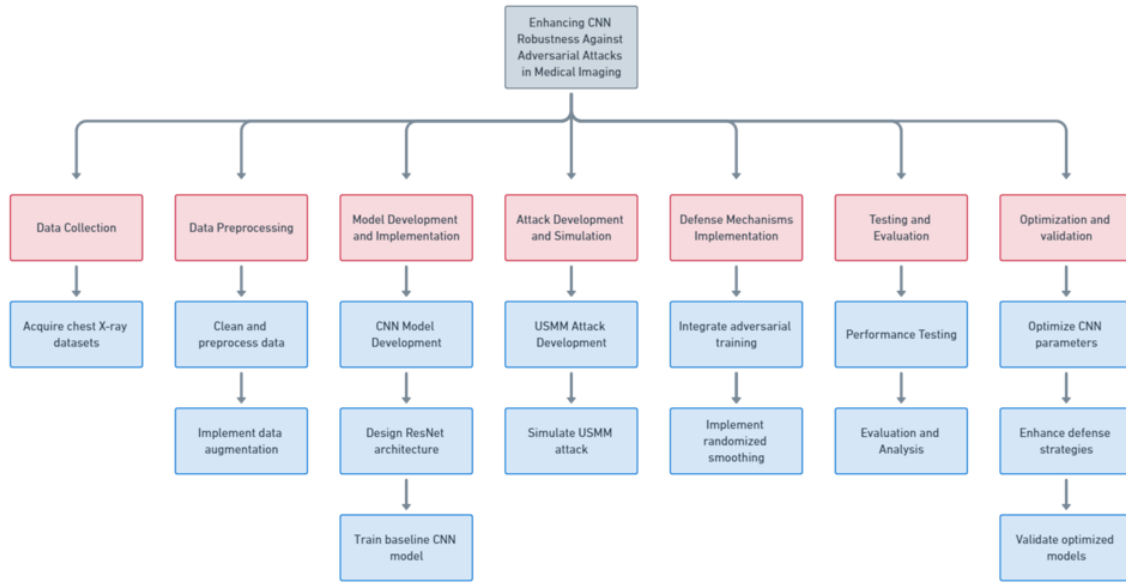 Enhancing CNN
Robustness Against
Adversarial Attacks
in Medical Imaging
Data Collection
Data Preprocessing
Model Development
and Implementation
Attack Development
and Simulation
Defense Mechanisms
Implementation
Testing and
Evaluation
Optimization and
validation
Acquire chest X-ray
datasets
Clean and
preprocess data
CNN Model
Development
USMM Attack
Development
Integrate adversarial
training
Performance Testing
Optimize CNN
parameters
Implement data
augmentation
Design ResNet
architecture
Simulate USMM
attack
Implement
randomized
smoothing
Evaluation and
Analysis
Enhance defense
strategies
Train baseline CNN
model
Validate optimized
models